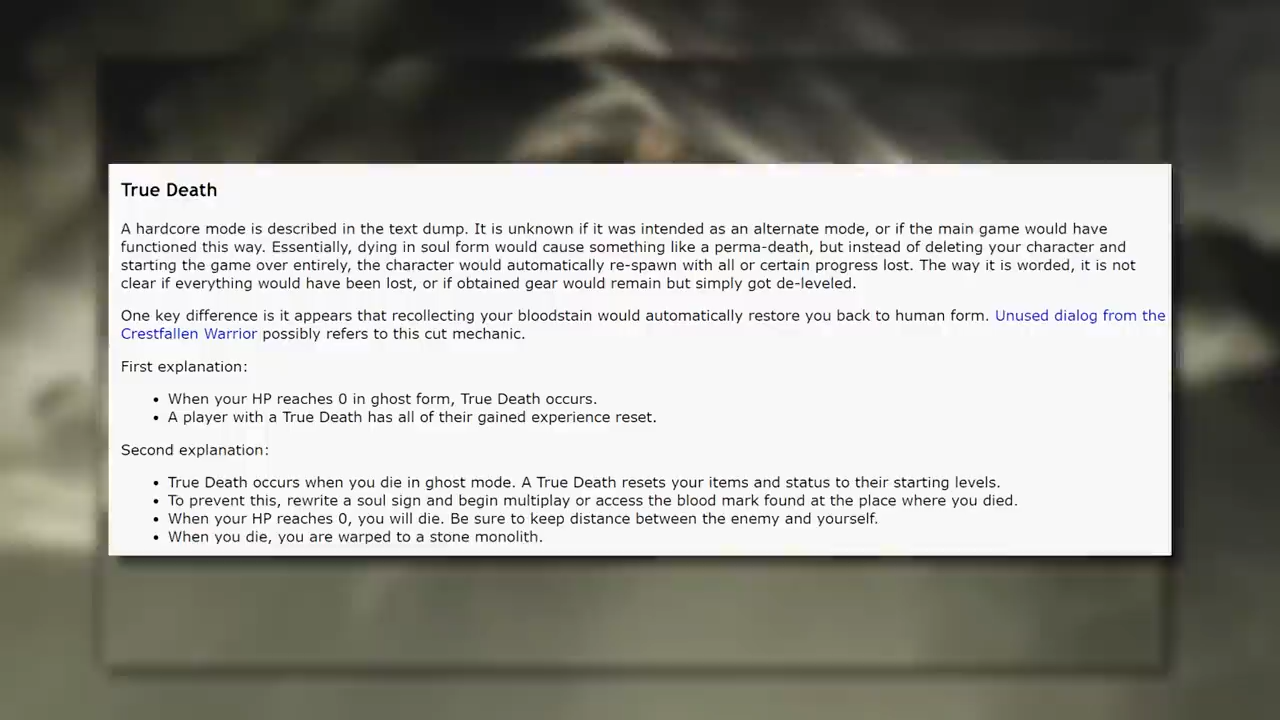 True Death
A hardcore mode is described in the text dump. It is unknown if it was intended as an alternate mode, or if the main game would have
functioned this way. Essentially, dying in soul form would cause something like a perma-death, but instead of deleting your character and
starting the game over entirely, the character would automatically re-spawn with all or certain progress lost. The way it is worded, it is not
clear if everything would have been lost, or if obtained gear would remain but simply got de-leveled.
One key difference is it appears that recollecting your bloodstain would automatically restore you back to human form. Unused dialog from the
Crestfallen Warrior possibly refers to this cut mechanic.
First explanation:
• When your HP reaches 0 in ghost form, True Death occurs.
• A player with a True Death has all of their gained experience reset.
Second explanation:
• True Death occurs when you die in ghost mode. A True Death resets your items and status to their starting levels.
• To prevent this, rewrite a soul sign and begin multiplay or access the blood mark found at the place where you died.
• When your HP reaches 0, you will die. Be sure to keep distance between the enemy and yourself.
• When you die, you are warped to a stone monolith.